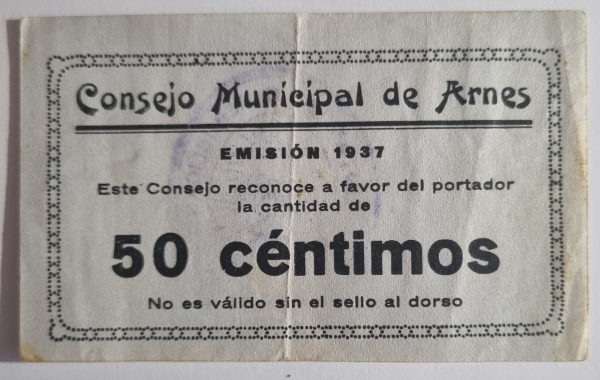 Consejo Municipal de Arnes
EMISIÓN 1937
Este Consejo reconoce a favor del portador
la cantidad de
50 céntimos
No es válido sin el sello al dorso